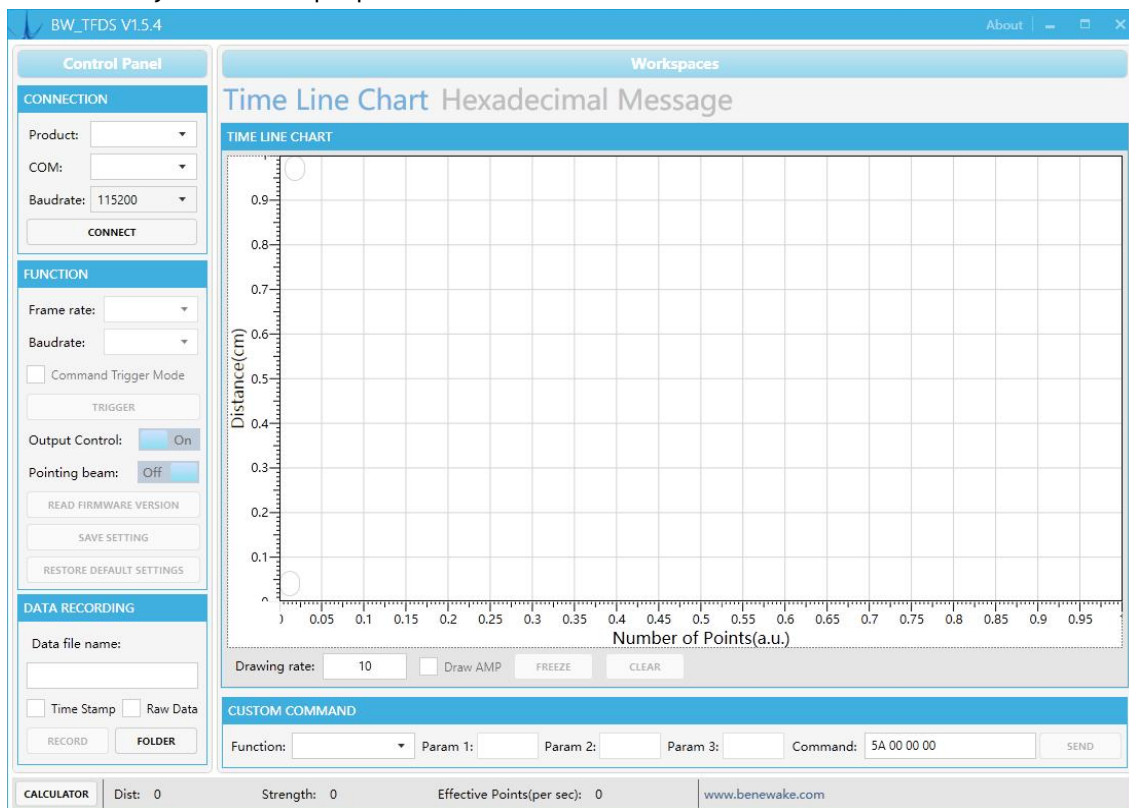 BW_TFDS V1.5.4
About
Control Panel
Workspaces
CONNECTION
Product:
COM:
Baudrate: 115200
CONNECT
FUNCTION
Frame rate:
Baudrate:
Command Trigger Mode
TRIGGER
Output Control: On
Pointing beam: Off
READ FIRMWARE VERSION
SAVE SETTING
RESTORE DEFAULT SETTINGS
DATA RECORDING
Data file name:
Time Stamp Raw Data
RECORD FOLDER
Time Line Chart Hexadecimal Message
TIME LINE CHART
Distance(cm)
0.9
0.8
0.7
0.6
0.5
0.4
0.3
0.2
0.1
0.05 0.1 0.15 0.2 0.25 0.3 0.35 0.4 0.45 0.5 0.55 0.6 0.65 0.7 0.75 0.8 0.85 0.9 0.95
Number of Points(a.u.)
Drawing rate: 10 Draw AMP FREEZE CLEAR
CUSTOM COMMAND
Function: Param 1: Param 2: Param 3: Command: 5A 00 00 00 SEND
CALCULATOR Dist: 0 Strength: 0 Effective Points(per sec): 0 www.benewake.com